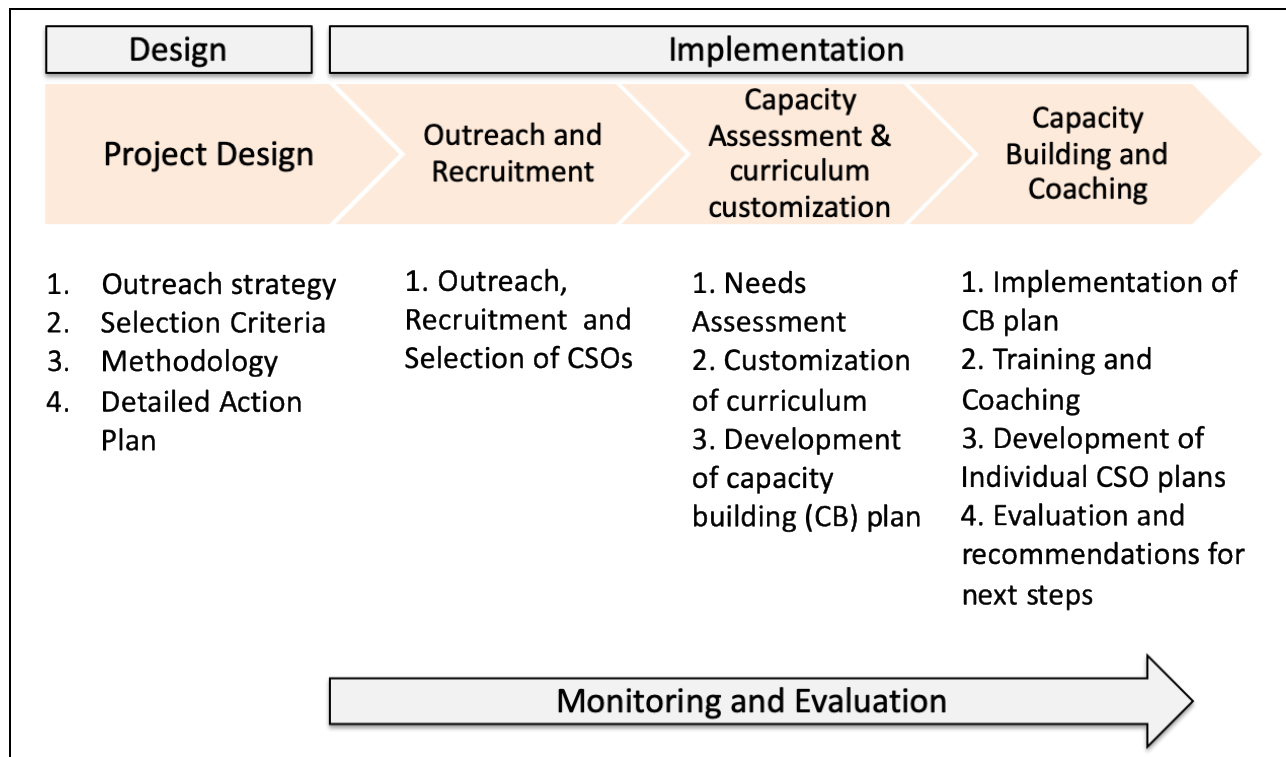 Design
Implementation
Project Design
Outreach and
Recruitment
Capacity
Assessment &
curriculum
customization
Capacity
Building and
Coaching
1. Outreach strategy
2. Selection Criteria
3. Methodology
4. Detailed Action
Plan
1. Outreach,
Recruitment and
Selection of CSOs
1. Needs
Assessment
2. Customization
of curriculum
3. Development
of capacity
building (CB) plan
1. Implementation of
CB plan
2. Training and
Coaching
3. Development of
Individual CSO plans
4. Evaluation and
recommendations for
next steps
Monitoring and Evaluation